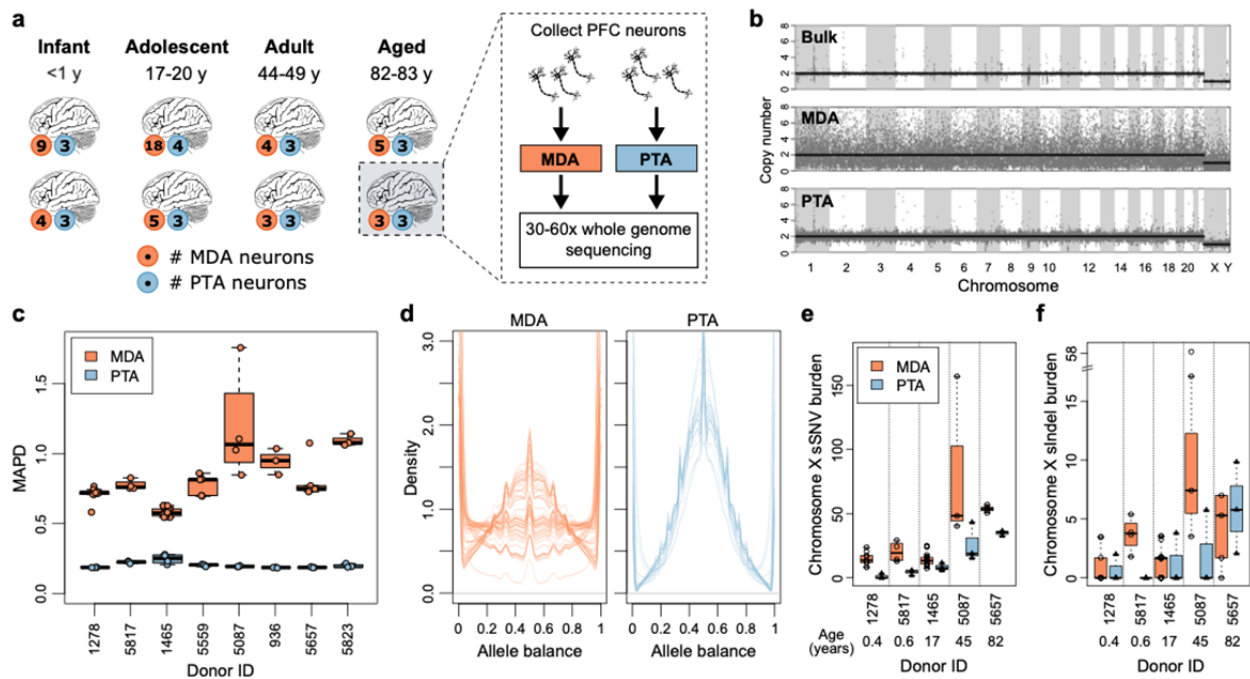 a
Infant Adolescent Adult Aged
<1 y 17-20 y 44-49 y 82-83 y
9 3 18 4 4 3 5 3
4 3 5 3 3 3 3 3
# MDA neurons
# PTA neurons
Collect PFC neurons
MDA PTA
30-60x whole genome
sequencing
b
Bulk
MDA
PTA
Copy number
8 6 4 2 0
8 6 4 2 0
8 6 4 2 0
1 2 3 4 5 6 7 8 9 10 12 14 16 18 20 X Y
Chromosome
c
MDA
PTA
MAPD
1.5
1.0
0.5
0.0
1278 5817 1465 5559 5087 936 5657 5823
Donor ID
d
MDA PTA
Density
3.0
2.0
1.0
0.0
0 0.2 0.4 0.6 0.8 1 0 0.2 0.4 0.6 0.8 1
Allele balance Allele balance
e
MDA
PTA
Chromosome X sSNV burden
150
100
50
0
1278 5817 1465 5087 5657
Age
(years)
0.4 0.6 17 45 82
Donor ID
f
Chromosome X sIndel burden
58
15
10
5
0
1278 5817 1465 5087 5657
0.4 0.6 17 45 82
Donor ID